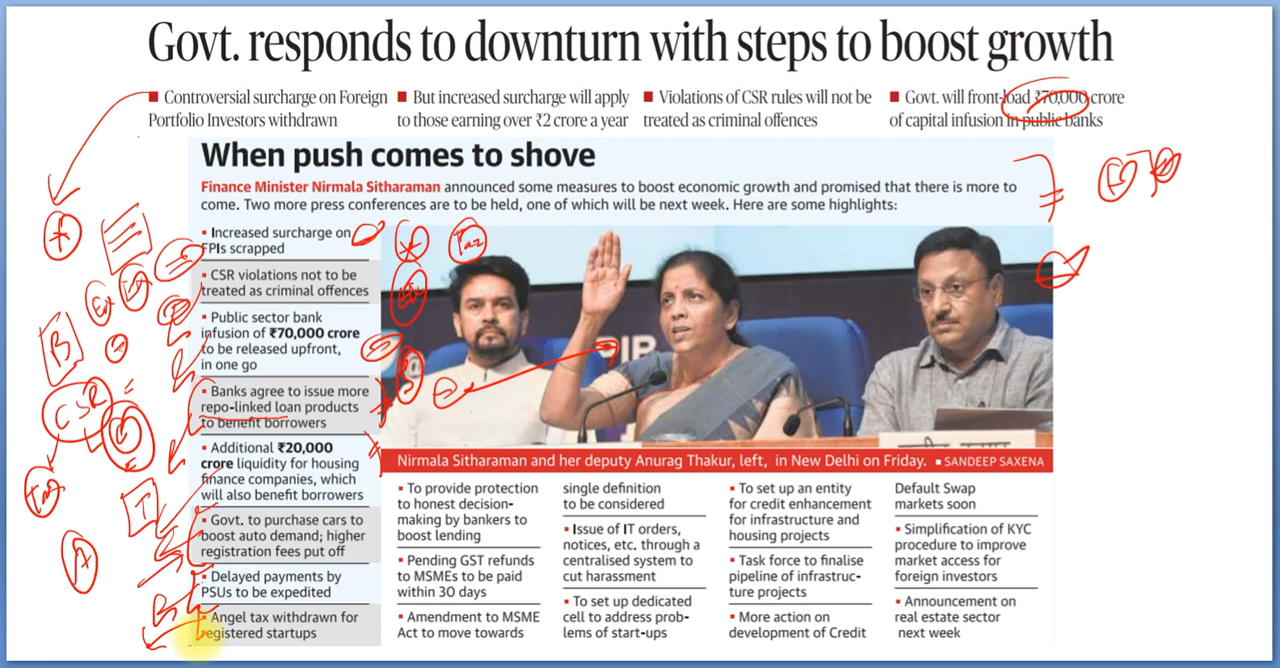 Govt. responds to downturn with steps to boost growth
Controversial surcharge on Foreign
Portfolio Investors withdrawn
But increased surcharge will apply
to those earning over ₹2 crore a year
Violations of CSR rules will not be
treated as criminal offences
Govt. will front-load ₹70,000 crore
of capital infusion in public banks
When push comes to shove
Finance Minister Nirmala Sitharaman announced some measures to boost economic growth and promised that there is more to
come. Two more press conferences are to be held, one of which will be next week. Here are some highlights:
Increased surcharge on
FPIs scrapped
CSR violations not to be
treated as criminal offences
Public sector bank
infusion of ₹70,000 crore
to be released upfront,
in one go
Banks agree to issue more
repo-linked loan products
to benefit borrowers
Additional ₹20,000
crore liquidity for housing
finance companies, which
will also benefit borrowers
Govt. to purchase cars to
boost auto demand; higher
registration fees put off
Delayed payments by
PSUs to be expedited
Angel tax withdrawn for
registered startups
Tax
B
CSR
T
A
Nirmala Sitharaman and her deputy Anurag Thakur, left, in New Delhi on Friday. ■ SANDEEP SAXENA
To provide protection
to honest decision-
making by bankers to
boost lending
Pending GST refunds
to MSMEs to be paid
within 30 days
Amendment to MSME
Act to move towards
single definition
to be considered
Issue of IT orders,
notices, etc. through a
centralised system to
cut harassment
To set up dedicated
cell to address prob-
lems of start-ups
To set up an entity
for credit enhancement
for infrastructure and
housing projects
Task force to finalise
pipeline of infrastruc-
ture projects
More action on
development of Credit
Default Swap
markets soon
Simplification of KYC
procedure to improve
market access for
foreign investors
Announcement on
real estate sector
next week